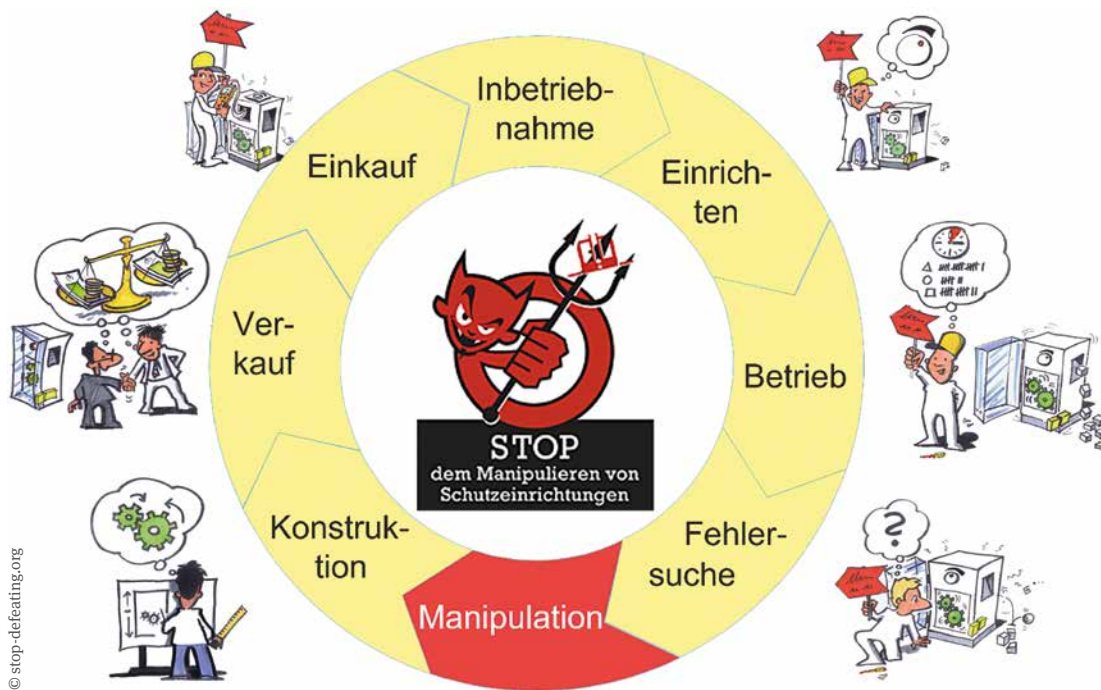 Inbetrieb-
nahme
Einrich-
ten
Betrieb
Fehler-
suche
Manipulation
Konstruk-
tion
Ver-
kauf
Einkauf
STOP
dem Manipulieren von
Schutzeinrichtungen
?
© stop-defeating.org